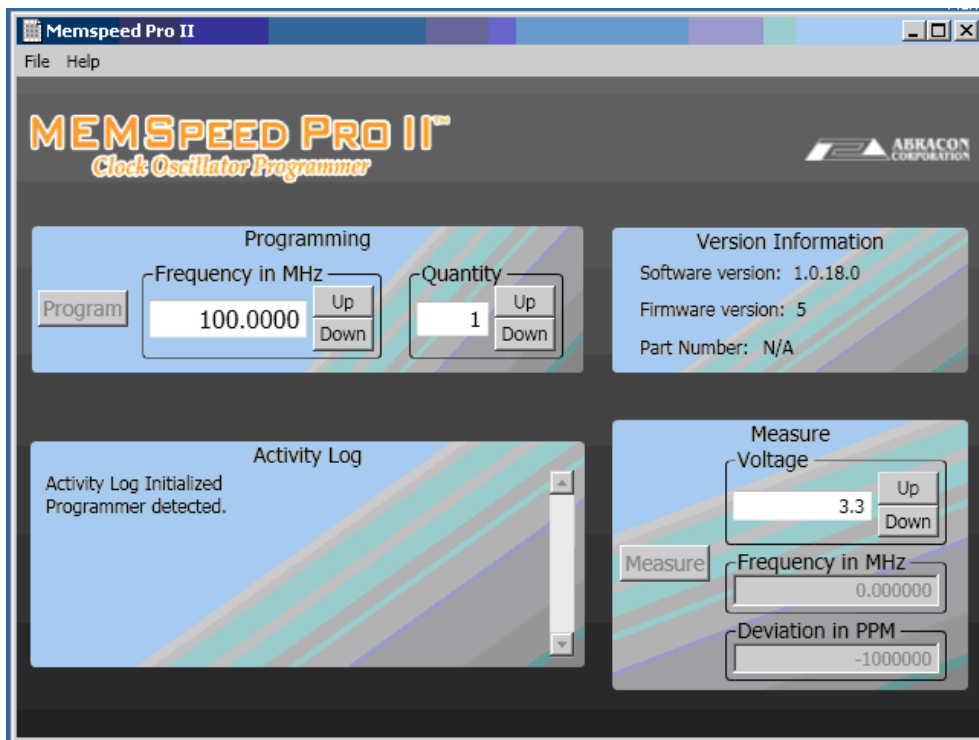 Memspeed Pro II
File Help
MEMSPEED PRO II™
Clock Oscillator Programmer
ABRACON
CORPORATION
Programming
Frequency in MHz
Quantity
Program
100.0000
Up
Down
1
Up
Down
Version Information
Software version: 1.0.18.0
Firmware version: 5
Part Number: N/A
Activity Log
Activity Log Initialized
Programmer detected.
Measure
Voltage
3.3
Up
Down
Measure
Frequency in MHz
0.000000
Deviation in PPM
-1000000